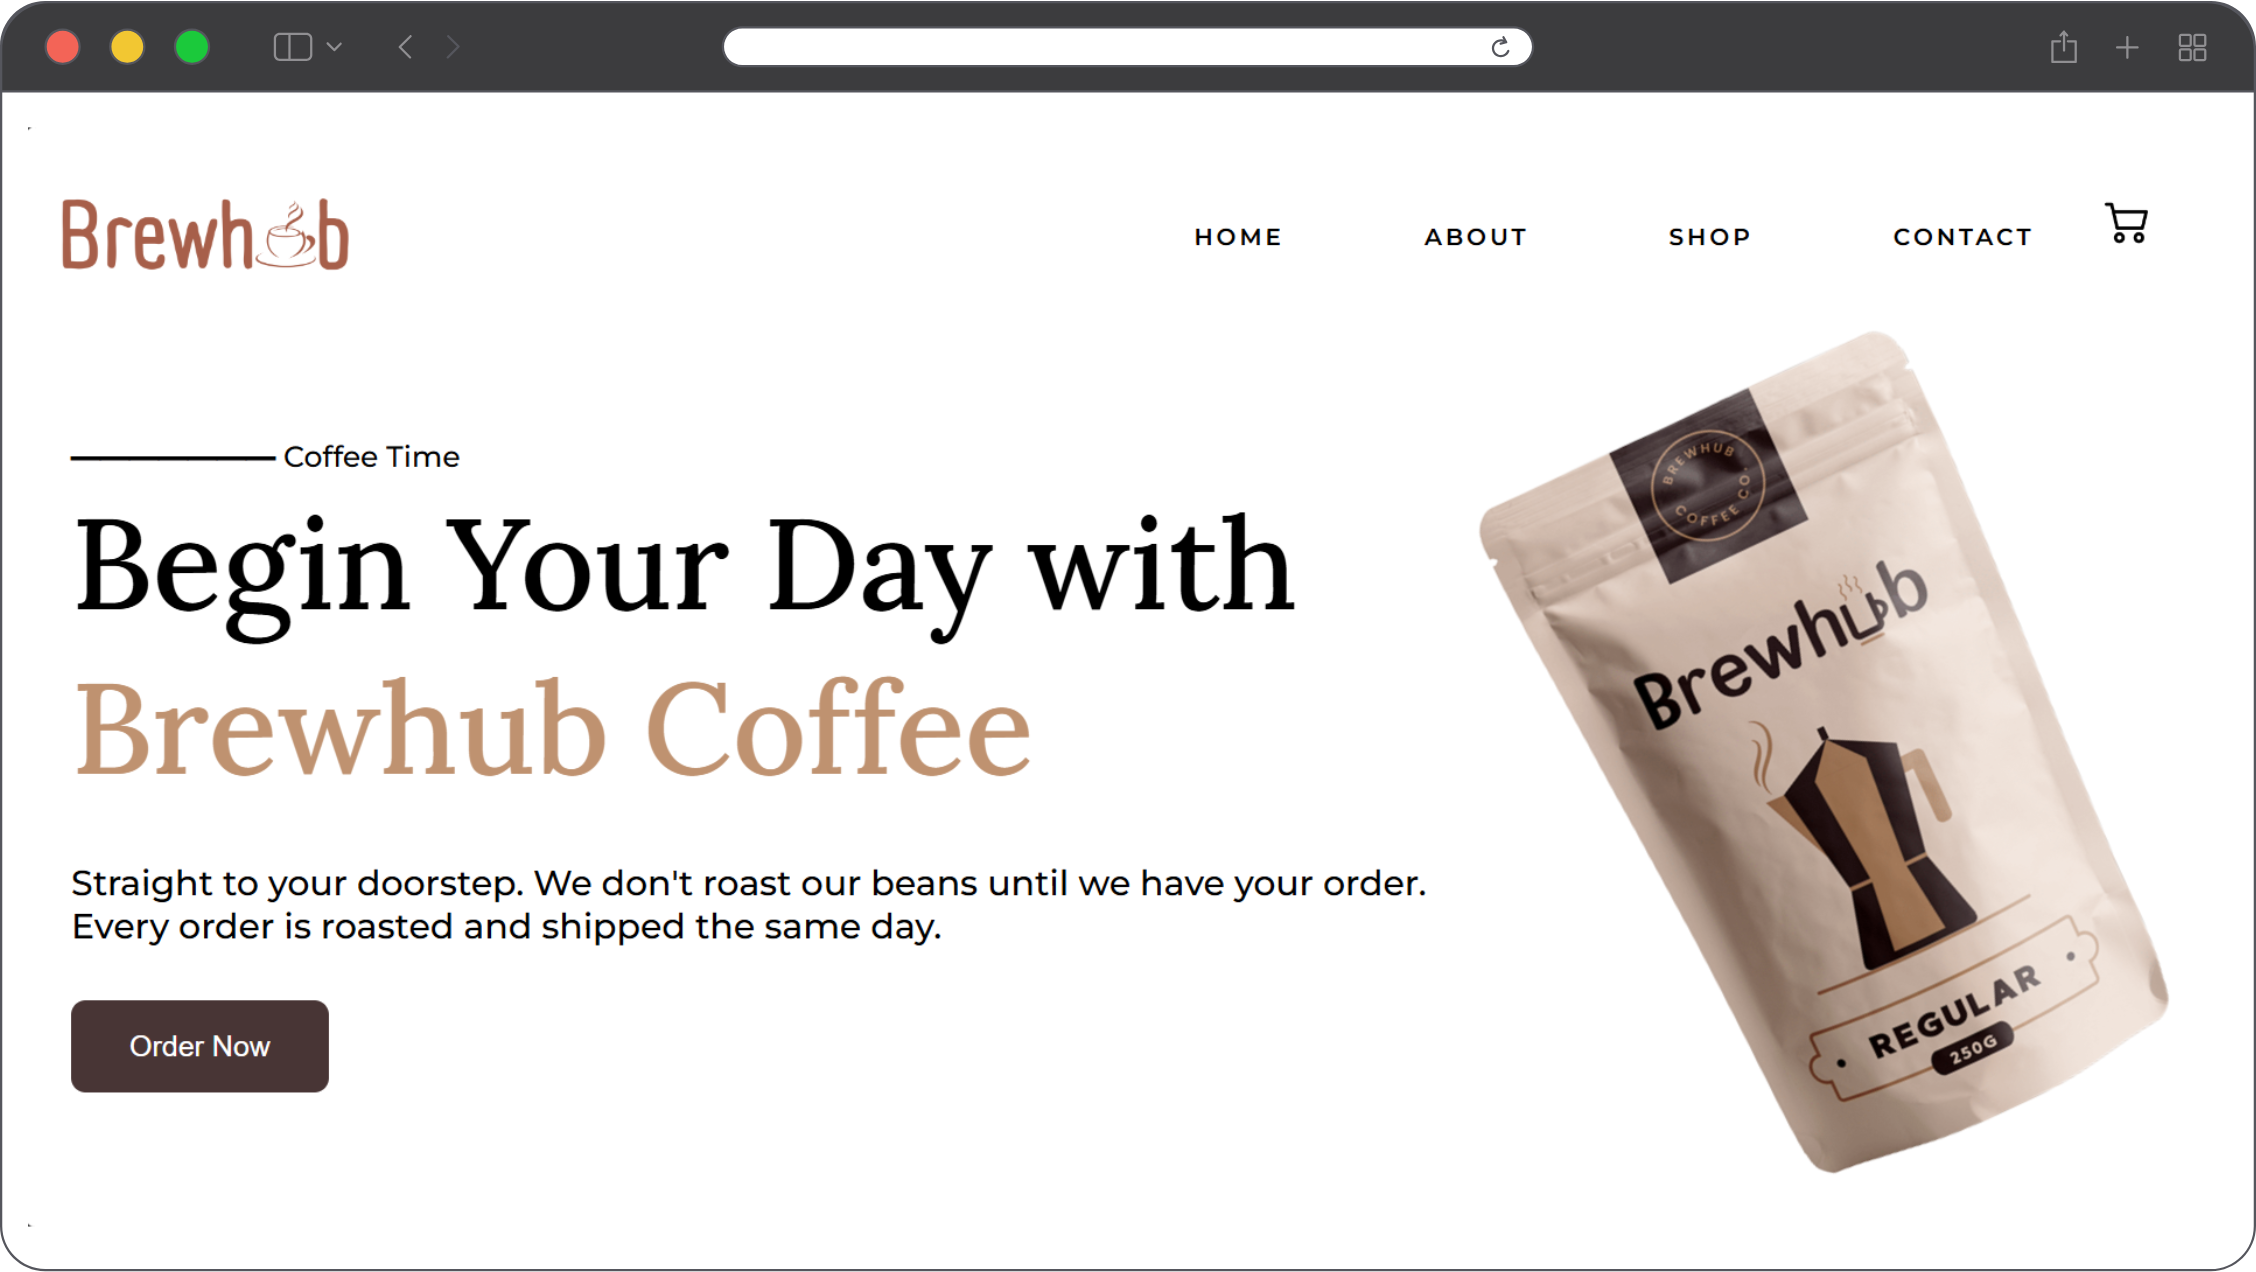 Brewhub
HOME ABOUT SHOP CONTACT
Coffee Time
Begin Your Day with
Brewhub Coffee
Straight to your doorstep. We don't roast our beans until we have your order.
Every order is roasted and shipped the same day.
Order Now
BREWHUB
COFFEE CO.
Brewhub
REGULAR
250G